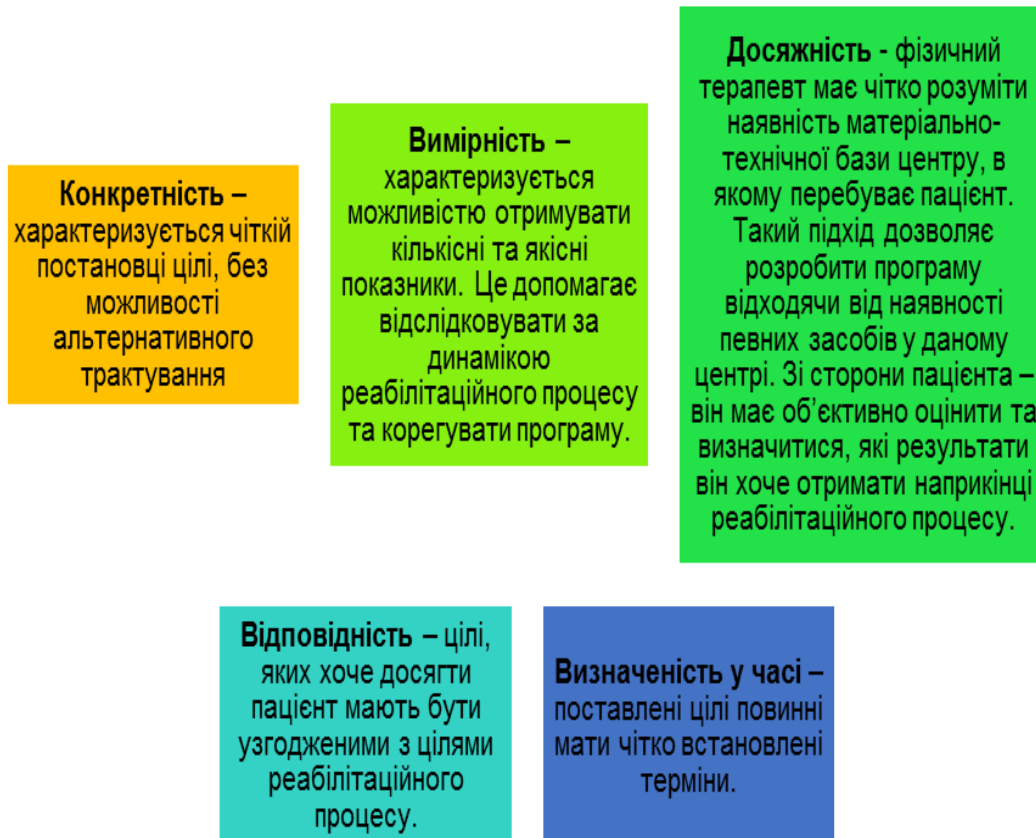 Конкретність –
характеризується чіткій
постановці цілі, без
можливості
альтернативного
трактування
Вимірність –
характеризується
можливістю отримувати
кількісні та якісні
показники. Це допомагає
відслідковувати за
динамікою
реабілітаційного процесу
та корегувати програму.
Досяжність - фізичний
терапевт має чітко розуміти
наявність матеріально-
технічної бази центру, в
якому перебуває пацієнт.
Такий підхід дозволяє
розробити програму
відходячи від наявності
певних засобів у даному
центрі. Зі сторони пацієнта –
він має об’єктивно оцінити та
визначитися, які результати
він хоче отримати наприкінці
реабілітаційного процесу.
Відповідність – цілі,
яких хоче досягти
пацієнт мають бути
узгодженими з цілями
реабілітаційного
процесу.
Визначеність у часі –
поставлені цілі повинні
мати чітко встановлені
терміни.